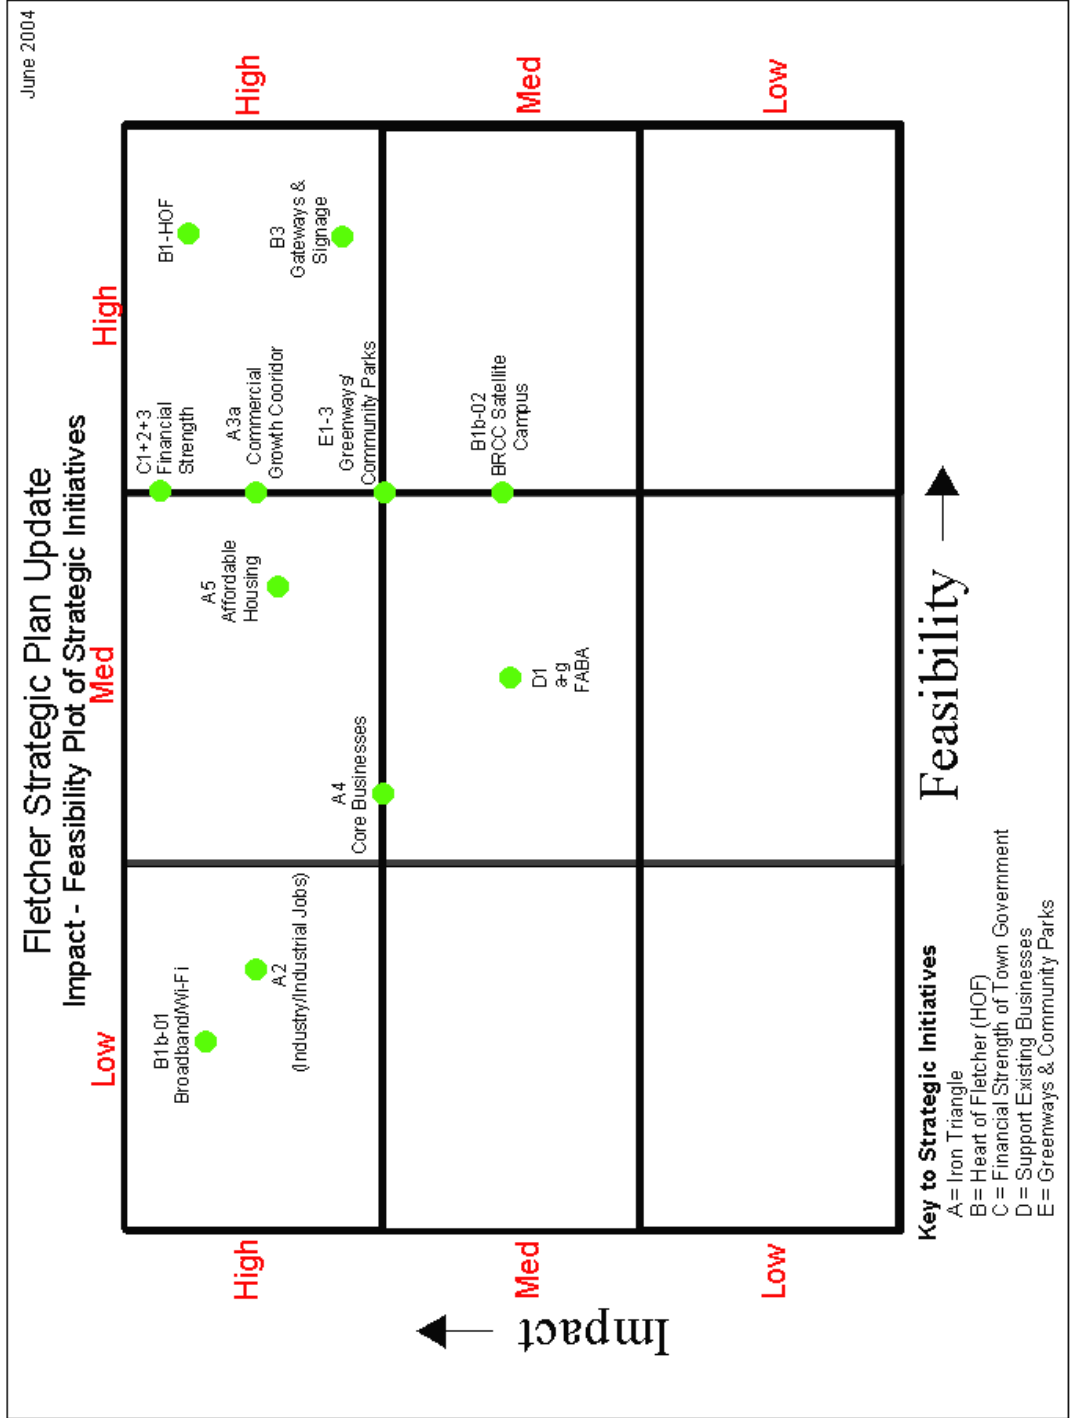 June 2004
Fletcher Strategic Plan Update
Impact - Feasibility Plot of Strategic Initiatives
Low
Med
High
High
High
B1b-01
Broadband/Wi-Fi
A2
(Industry/Industrial Jobs)
A4
Core Businesses
A5
Affordable
Housing
C1+2+3
Financial
Strength
A3a
Commercial
Growth Cooridor
E1-3
Greenways/
Community Parks
B1-HOF
B3
Gateways &
Signage
Med
Med
D1
a-g
FABA
B1b-02
BRCC Satellite
Campus
Low
Low
Impact
Feasibility
Key to Strategic Initiatives
A = Iron Triangle
B = Heart of Fletcher (HOF)
C = Financial Strength of Town Government
D = Support Existing Businesses
E = Greenways & Community Parks